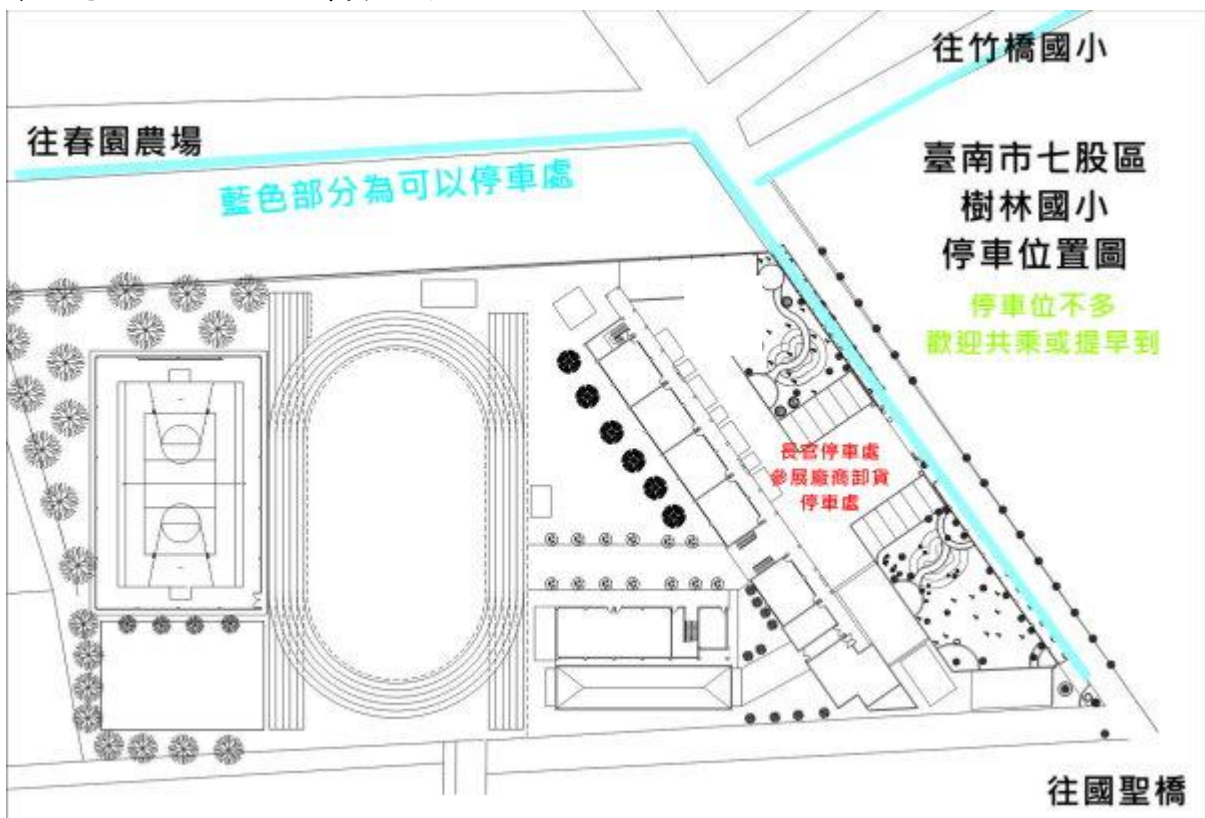 往竹橋國小
往春園農場
藍色部分為可以停車處
臺南市七股區
樹林國小
停車位置圖
停車位不多
歡迎共乘或提早到
長官停車處
參展廠商卸貨
停車處
往國聖橋